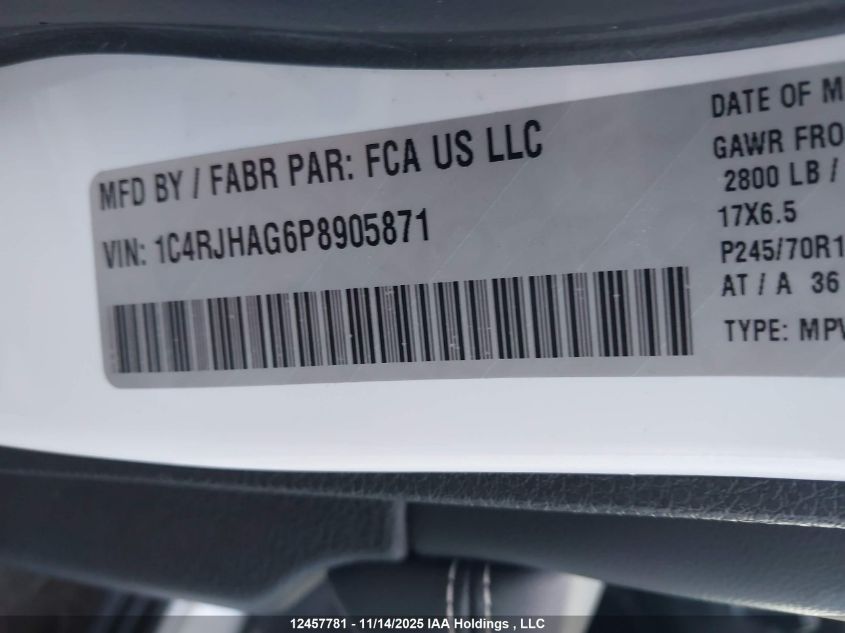 MFD BY / FABR PAR: FCA US LLC
VIN: 1C4RJHAG6P8905871
DATE OF M
GAWR FRO
2800 LB /
17X6.5
P245/70R1
AT / A 36
TYPE: MPV
12457781 - 11/14/2025 IAA Holdings , LLC